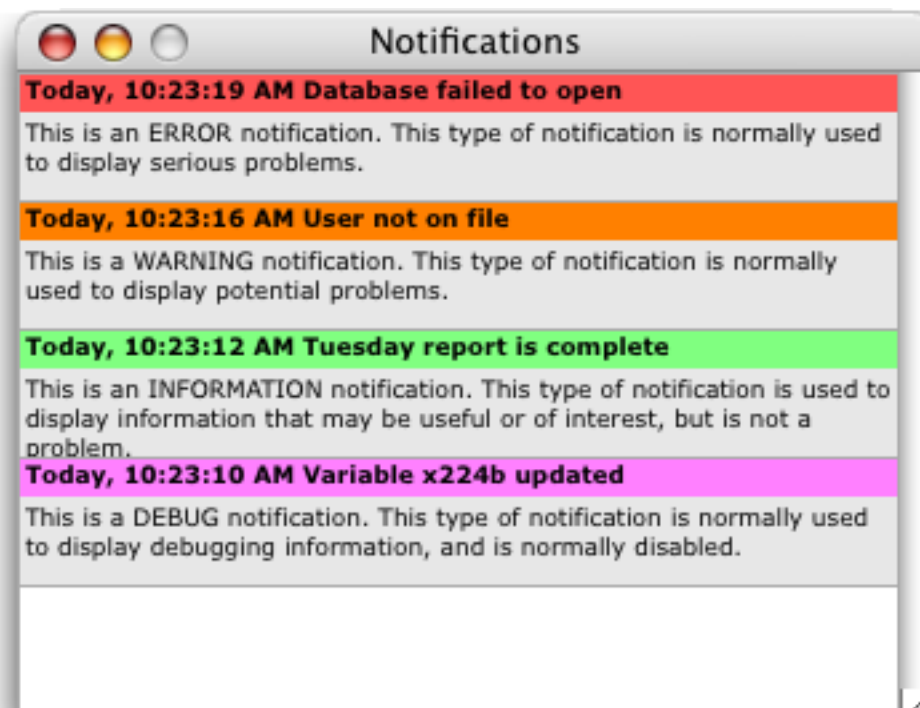 Notifications
Today, 10:23:19 AM Database failed to open
This is an ERROR notification. This type of notification is normally used
to display serious problems.
Today, 10:23:16 AM User not on file
This is a WARNING notification. This type of notification is normally
used to display potential problems.
Today, 10:23:12 AM Tuesday report is complete
This is an INFORMATION notification. This type of notification is used to
display information that may be useful or of interest, but is not a
problem.
Today, 10:23:10 AM Variable x224b updated
This is a DEBUG notification. This type of notification is normally used
to display debugging information, and is normally disabled.